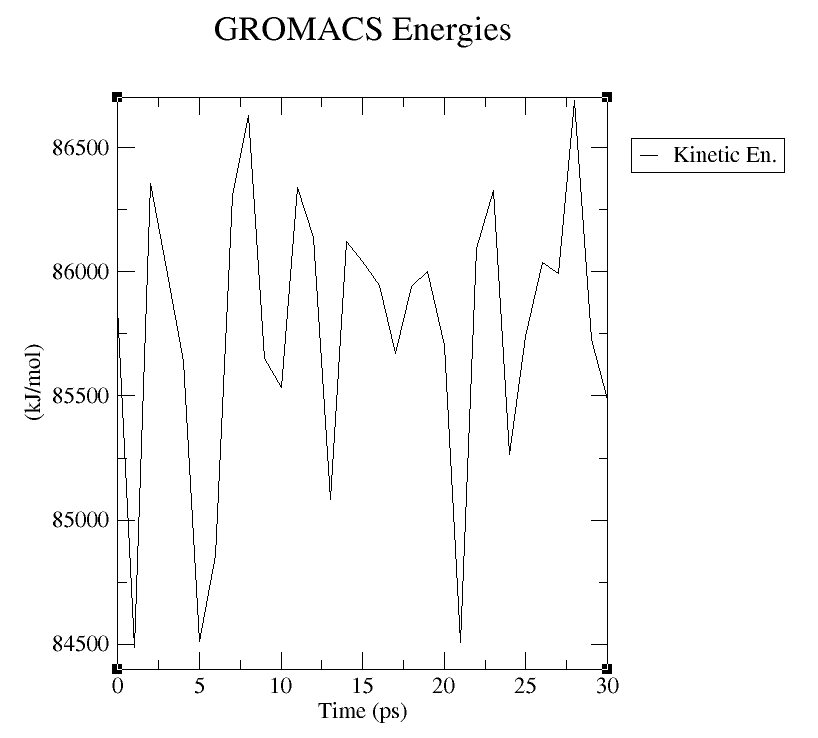 GROMACS Energies
Kinetic En.
86500
86000
85500
85000
84500
(kJ/mol)
0 5 10 15 20 25 30
Time (ps)